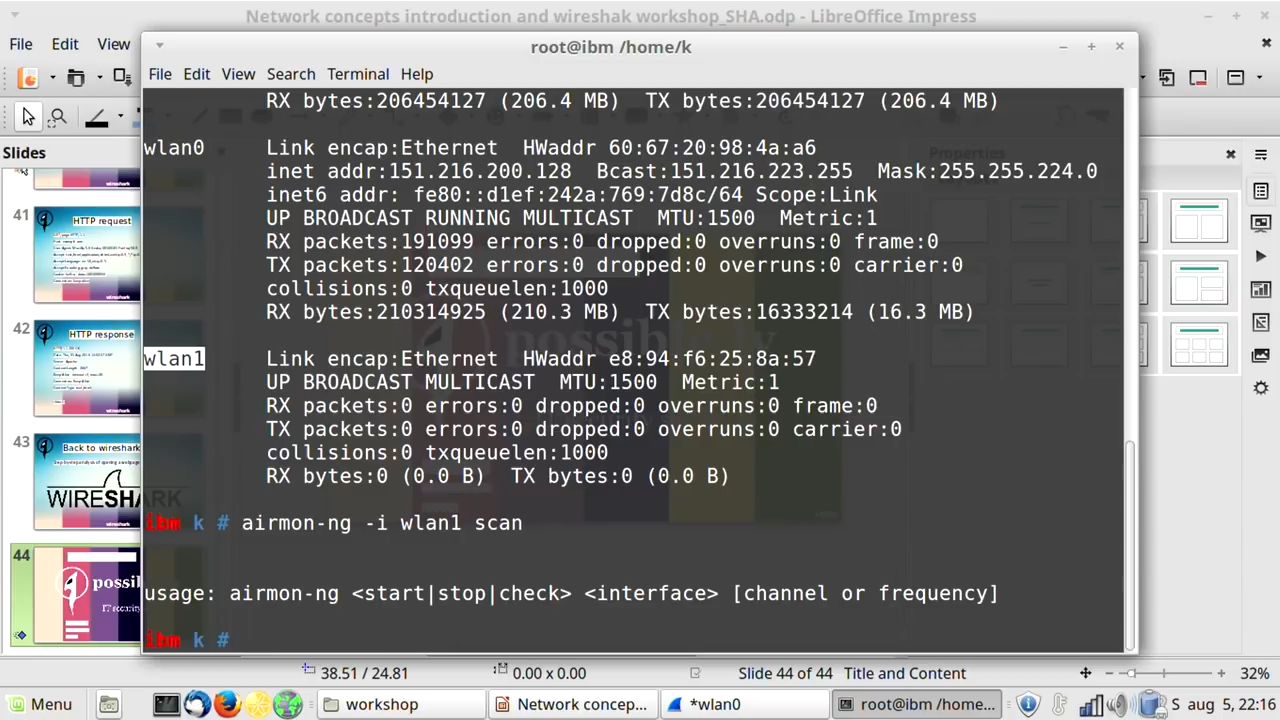 Network concepts introduction and wireshak workshop_SHA.odp - LibreOffice Impress
File Edit View
root@ibm /home/k
File Edit View Search Terminal Help
Slides
Properties
RX bytes:206454127 (206.4 MB)  TX bytes:206454127 (206.4 MB)
wlan0 Link encap:Ethernet  HWaddr 60:67:20:98:4a:a6
inet addr:151.216.200.128  Bcast:151.216.223.255  Mask:255.255.224.0
inet6 addr: fe80::d1ef:242a:769:7d8c/64 Scope:Link
UP BROADCAST RUNNING MULTICAST  MTU:1500  Metric:1
RX packets:191099 errors:0 dropped:0 overruns:0 frame:0
TX packets:120402 errors:0 dropped:0 overruns:0 carrier:0
collisions:0 txqueuelen:1000
RX bytes:210314925 (210.3 MB)  TX bytes:16333214 (16.3 MB)
wlan1 Link encap:Ethernet  HWaddr e8:94:f6:25:8a:57
UP BROADCAST MULTICAST  MTU:1500  Metric:1
RX packets:0 errors:0 dropped:0 overruns:0 frame:0
TX packets:0 errors:0 dropped:0 overruns:0 carrier:0
collisions:0 txqueuelen:1000
RX bytes:0 (0.0 B)  TX bytes:0 (0.0 B)
ibm k # airmon-ng -i wlan1 scan
usage: airmon-ng <start|stop|check> <interface> [channel or frequency]
ibm k #
41
HTTP request
42
HTTP response
43
Back to wireshark
WIRESHARK
44
possib
IT security
38.51 / 24.81 0.00 x 0.00 Slide 44 of 44 Title and Content 32%
Menu workshop Network concep... *wlan0 root@ibm /home... S aug 5, 22:16